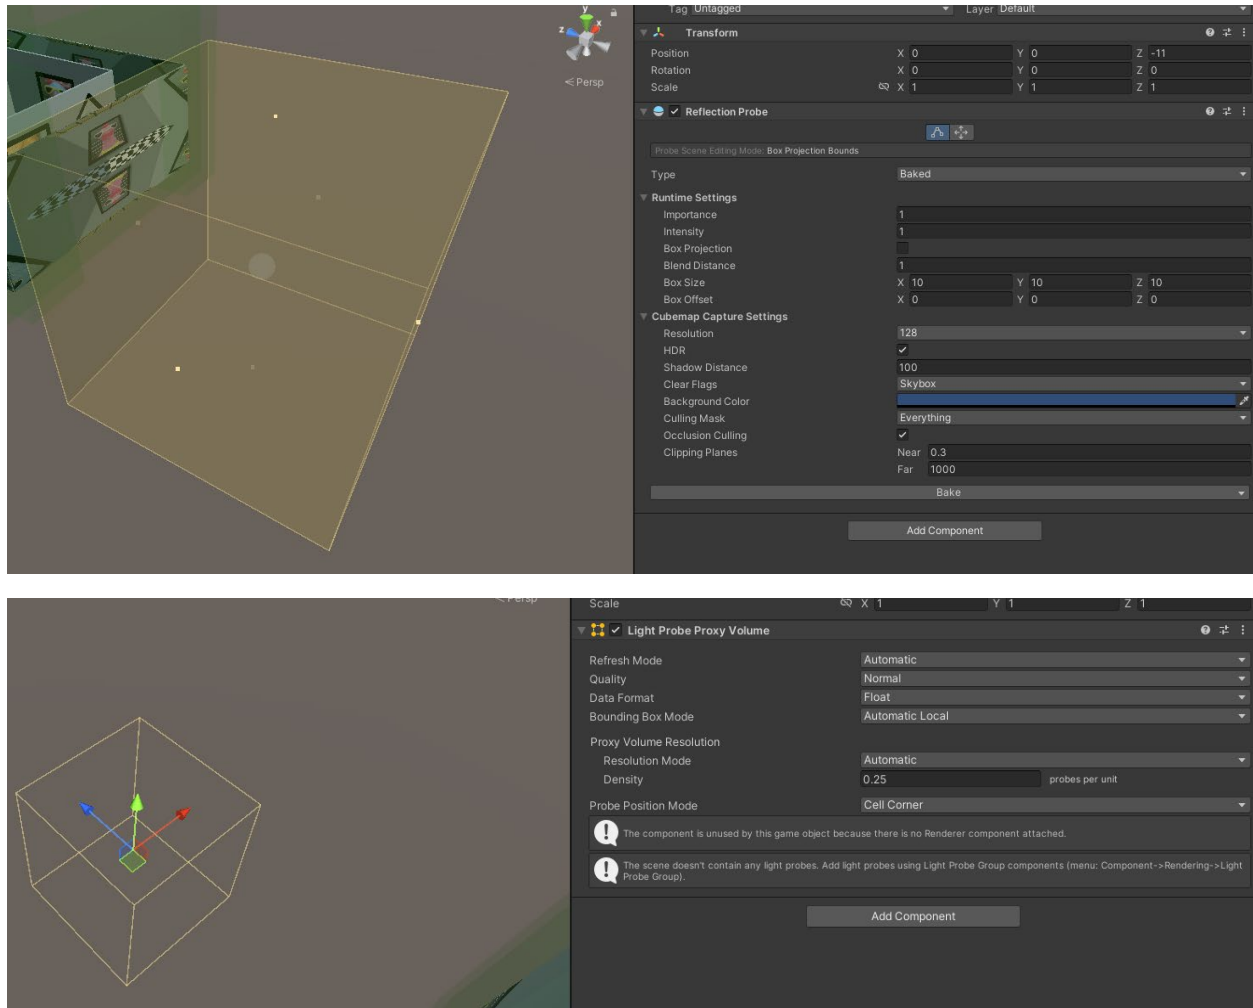 y
z
x
< Persp
Tag Untagged Layer Default
Transform
Position X 0 Y 0 Z -11
Rotation X 0 Y 0 Z 0
Scale X 1 Y 1 Z 1
Reflection Probe
Probe Scene Editing Mode: Box Projection Bounds
Type Baked
Runtime Settings
Importance 1
Intensity 1
Box Projection
Blend Distance 1
Box Size X 10 Y 10 Z 10
Box Offset X 0 Y 0 Z 0
Cubemap Capture Settings
Resolution 128
HDR
Shadow Distance 100
Clear Flags Skybox
Background Color
Culling Mask Everything
Occlusion Culling
Clipping Planes Near 0.3
Far 1000
Bake
Add Component
< Persp
Scale X 1 Y 1 Z 1
Light Probe Proxy Volume
Refresh Mode Automatic
Quality Normal
Data Format Float
Bounding Box Mode Automatic Local
Proxy Volume Resolution
Resolution Mode Automatic
Density 0.25 probes per unit
Probe Position Mode Cell Corner
The component is unused by this game object because there is no Renderer component attached.
The scene doesn't contain any light probes. Add light probes using Light Probe Group components (menu: Component->Rendering->Light
Probe Group).
Add Component